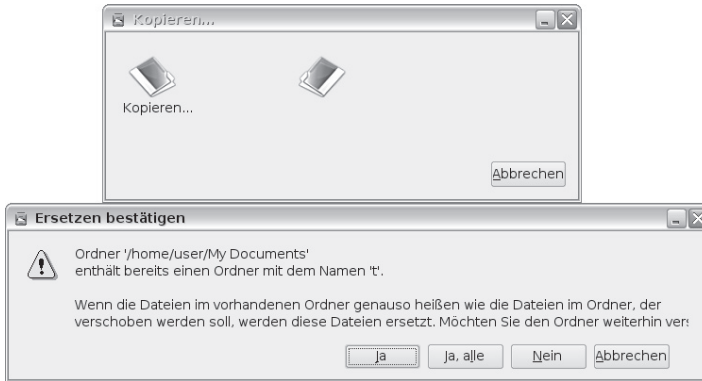 Kopieren...
Kopieren...
Abbrechen
Ersetzen bestätigen
Ordner '/home/user/My Documents'
enthält bereits einen Ordner mit dem Namen 't'.
Wenn die Dateien im vorhandenen Ordner genauso heißen wie die Dateien im Ordner, der
verschoben werden soll, werden diese Dateien ersetzt. Möchten Sie den Ordner weiterhin vers
Ja
Ja, alle
Nein
Abbrechen